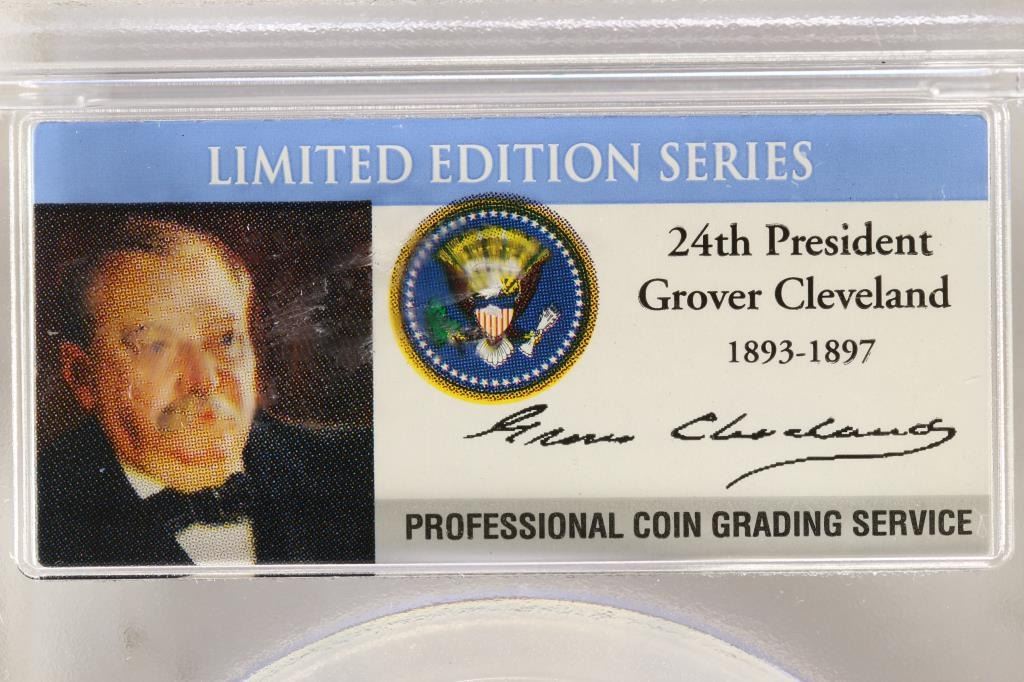 LIMITED EDITION SERIES
24th President
Grover Cleveland
1893-1897
Grover Cleveland
PROFESSIONAL COIN GRADING SERVICE